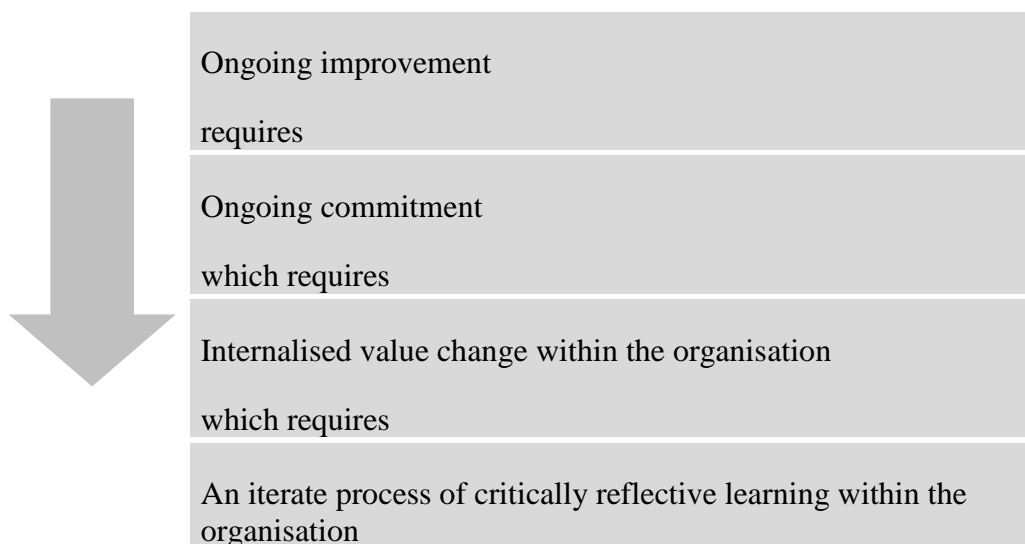 Ongoing improvement
requires
Ongoing commitment
which requires
Internalised value change within the organisation
which requires
An iterate process of critically reflective learning within the
organisation